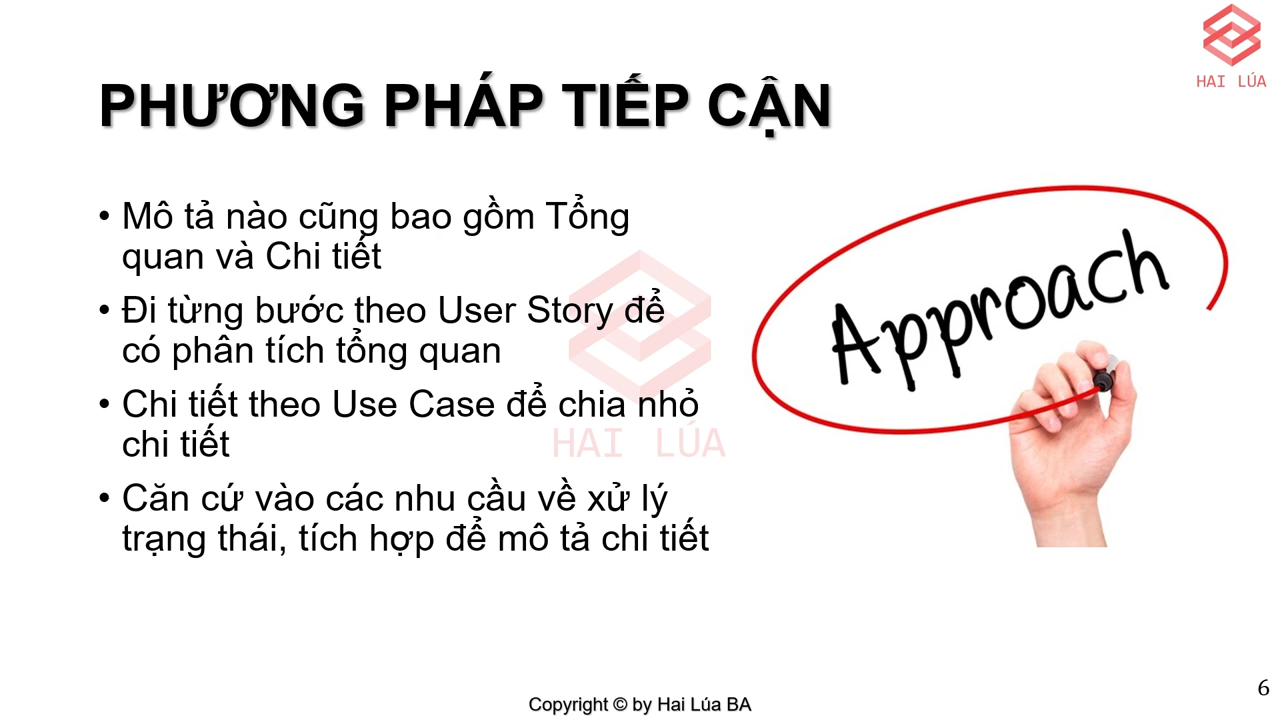 HAI LÚA
PHƯƠNG PHÁP TIẾP CẬN
• Mô tả nào cũng bao gồm Tổng
quan và Chi tiết
• Đi từng bước theo User Story để
có phân tích tổng quan
• Chi tiết theo Use Case để chia nhỏ
chi tiết
• Căn cứ vào các nhu cầu về xử lý
trạng thái, tích hợp để mô tả chi tiết
HAI LÚA
Approach
Copyright © by Hai Lúa BA
6